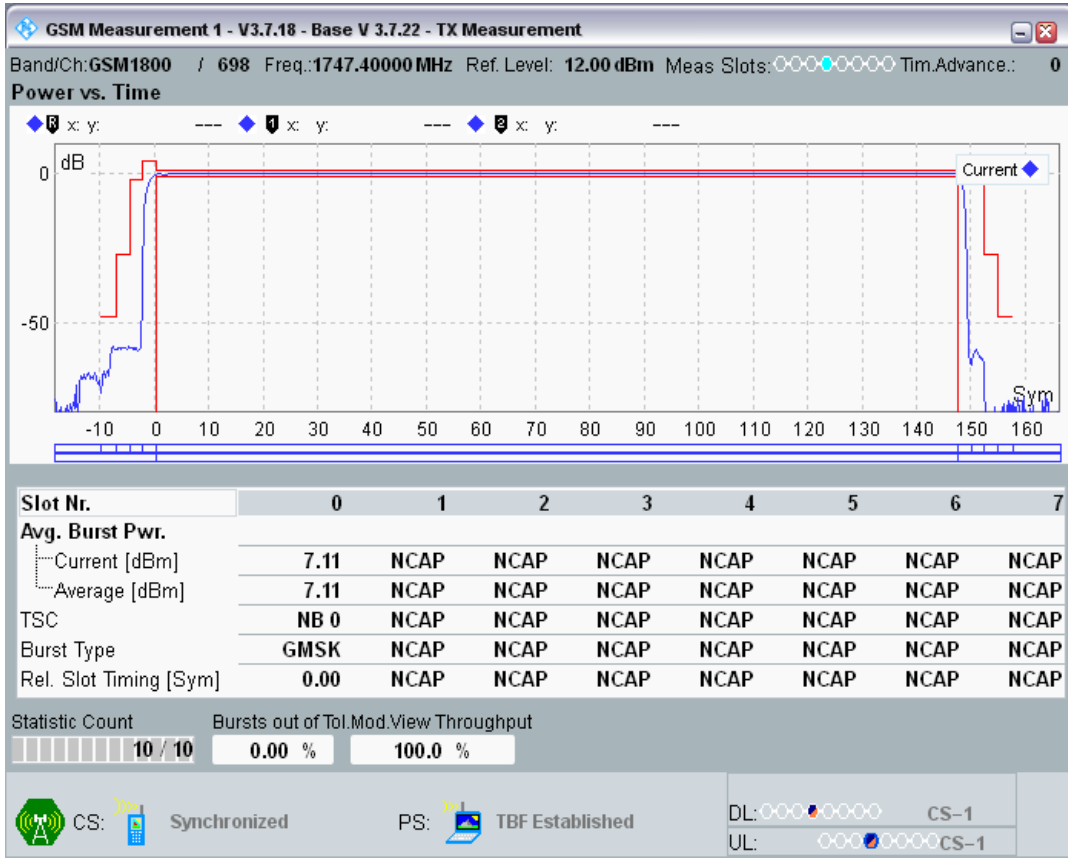 GSM Measurement 1 - V3.7.18 - Base V 3.7.22 - TX Measurement
Band/Ch:GSM1800 / 698 Freq.:1747.40000 MHz Ref. Level: 12.00 dBm Meas Slots: Tim.Advance.: 0
Power vs. Time
R x: y: --- 1 x: y: --- 2 x: y: ---
dB
Current
0
-50
Sym
-10 0 10 20 30 40 50 60 70 80 90 100 110 120 130 140 150 160
Slot Nr. 0 1 2 3 4 5 6 7
Avg. Burst Pwr.
Current [dBm] 7.11 NCAP NCAP NCAP NCAP NCAP NCAP NCAP
Average [dBm] 7.11 NCAP NCAP NCAP NCAP NCAP NCAP NCAP
TSC NB 0 NCAP NCAP NCAP NCAP NCAP NCAP NCAP
Burst Type GMSK NCAP NCAP NCAP NCAP NCAP NCAP NCAP
Rel. Slot Timing [Sym] 0.00 NCAP NCAP NCAP NCAP NCAP NCAP NCAP
Statistic Count Bursts out of Tol. Mod.View Throughput
10 / 10 0.00 % 100.0 %
CS: Synchronized PS: TBF Established
DL: CS-1
UL: CS-1